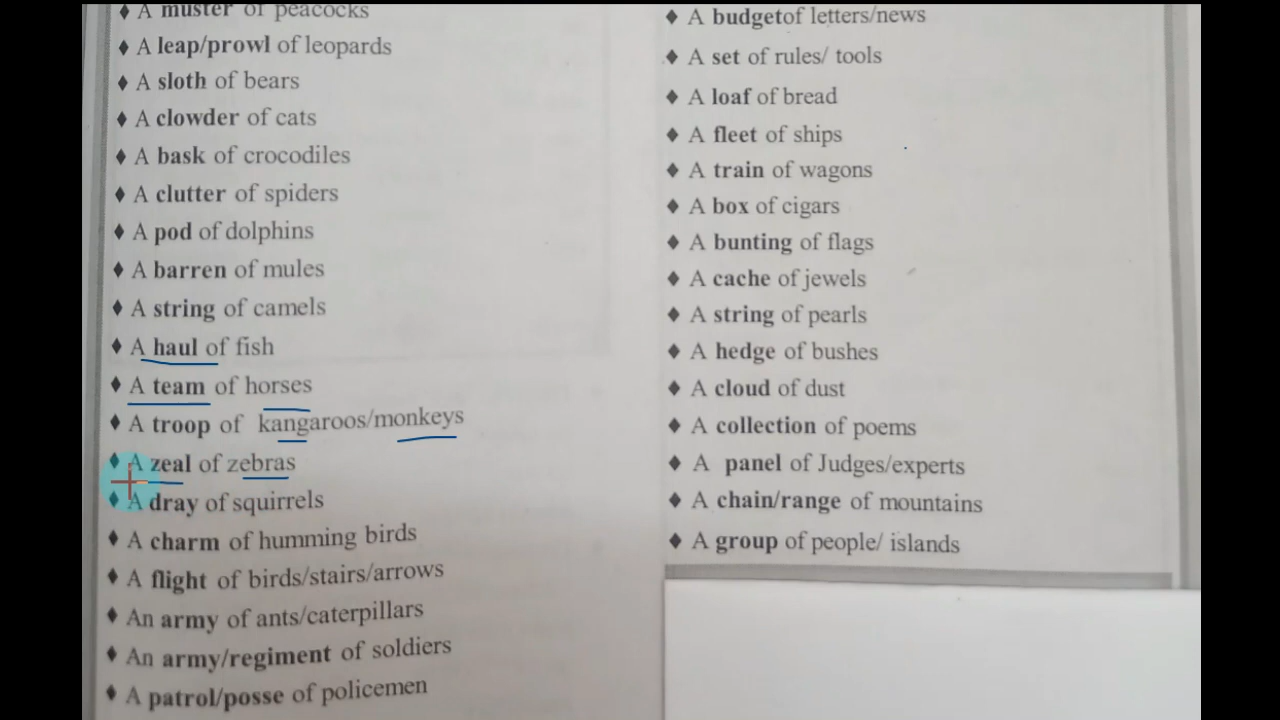 ♦ A muster of peacocks
♦ A leap/prowl of leopards
♦ A sloth of bears
♦ A clowder of cats
♦ A bask of crocodiles
♦ A clutter of spiders
♦ A pod of dolphins
♦ A barren of mules
♦ A string of camels
♦ A haul of fish
♦ A team of horses
♦ A troop of kangaroos/monkeys
♦ A zeal of zebras
♦ A dray of squirrels
♦ A charm of humming birds
♦ A flight of birds/stairs/arrows
♦ An army of ants/caterpillars
♦ An army/regiment of soldiers
♦ A patrol/posse of policemen
♦ A budgetof letters/news
♦ A set of rules/ tools
♦ A loaf of bread
♦ A fleet of ships
♦ A train of wagons
♦ A box of cigars
♦ A bunting of flags
♦ A cache of jewels
♦ A string of pearls
♦ A hedge of bushes
♦ A cloud of dust
♦ A collection of poems
♦ A panel of Judges/experts
♦ A chain/range of mountains
♦ A group of people/ islands